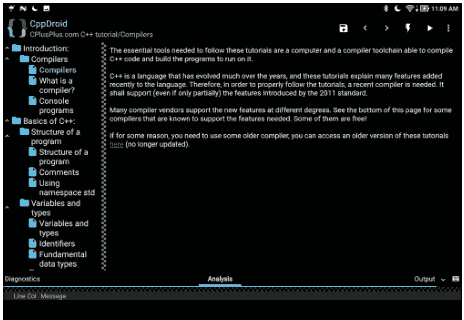 11:09 AM
CppDroid
CPlusPlus.com C++ tutorial/Compilers
Introduction:
Compilers
Compilers
What is a
compiler?
Console
programs
Basics of C++:
Structure of a
program
Structure of a
program
Comments
Using
namespace std
Variables and
types
Variables and
types
Identifiers
Fundamental
data types
The essential tools needed to follow these tutorials are a computer and a compiler toolchain able to compile
C++ code and build the programs to run on it.
C++ is a language that has evolved much over the years, and these tutorials explain many features added
recently to the language. Therefore, in order to properly follow the tutorials, a recent compiler is needed. It
shall support (even if only partially) the features introduced by the 2011 standard.
Many compiler vendors support the new features at different degrees. See the bottom of this page for some
compilers that are known to support the features needed. Some of them are free!
If for some reason, you need to use some older compiler, you can access an older version of these tutorials
here (no longer updated).
Diagnostics
Analysis
Output
Line Col Message